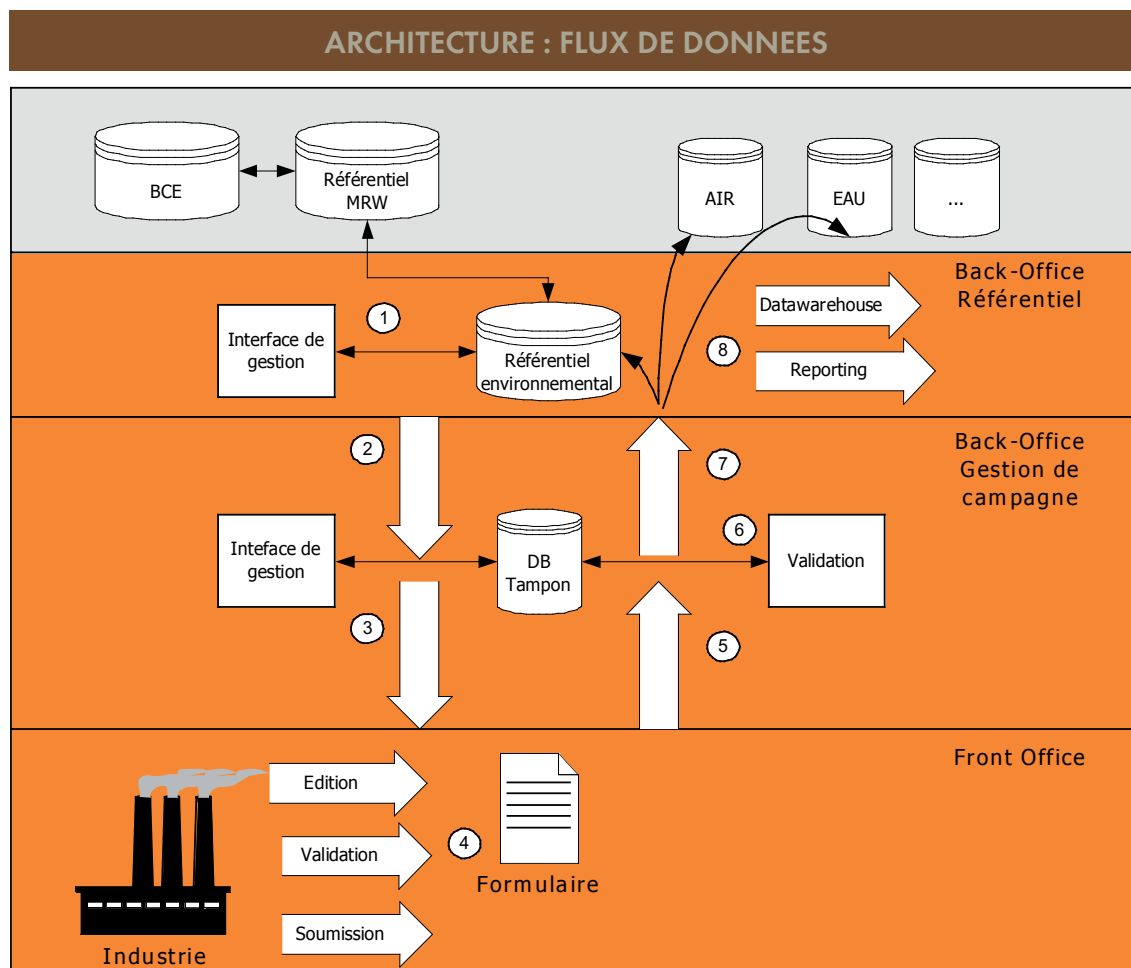 ARCHITECTURE : FLUX DE DONNEES
BCE
Référentiel
MRW
AIR
EAU
...
Back-Office
Référentiel
1
Interface de
gestion
Référentiel
environnemental
8
Datawarehouse
Reporting
Back-Office
Gestion de
campagne
2
7
Inteface de
gestion
DB
Tampon
6
Validation
3
5
Front Office
Edition
Validation
4
Soumission
Formulaire
Industrie